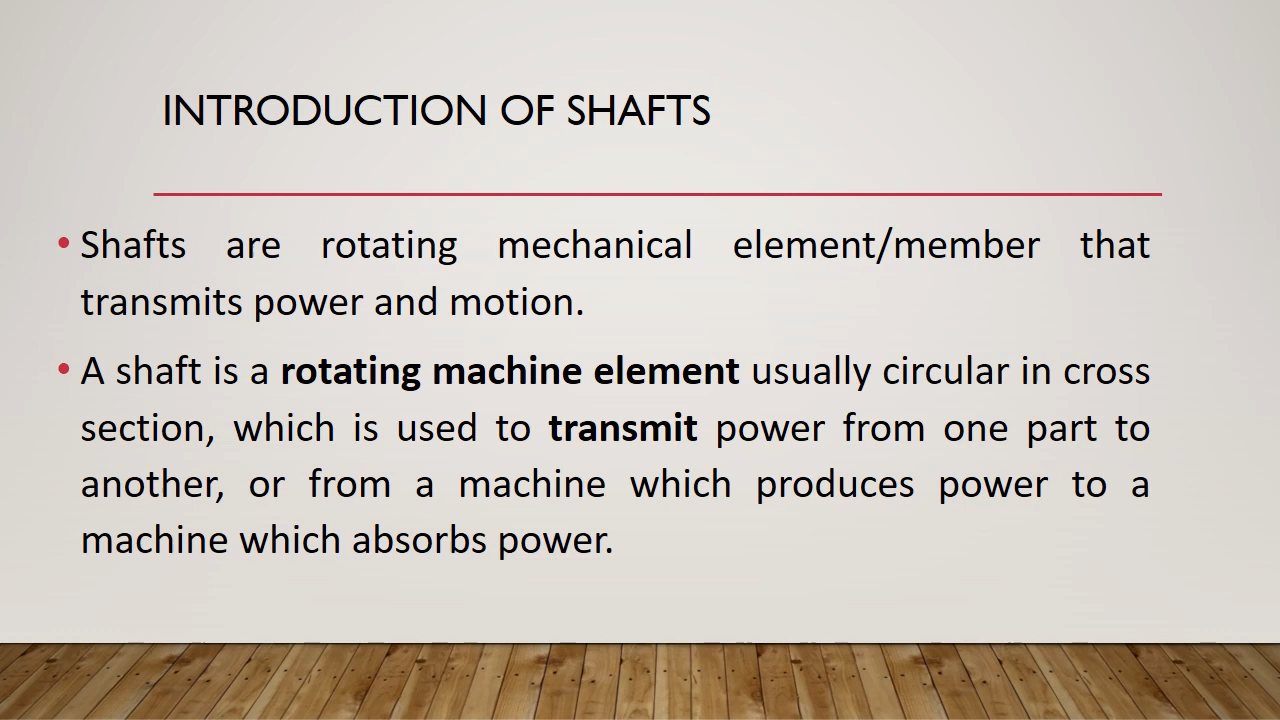 INTRODUCTION OF SHAFTS
• Shafts are rotating mechanical element/member that
transmits power and motion.
• A shaft is a rotating machine element usually circular in cross
section, which is used to transmit power from one part to
another, or from a machine which produces power to a
machine which absorbs power.